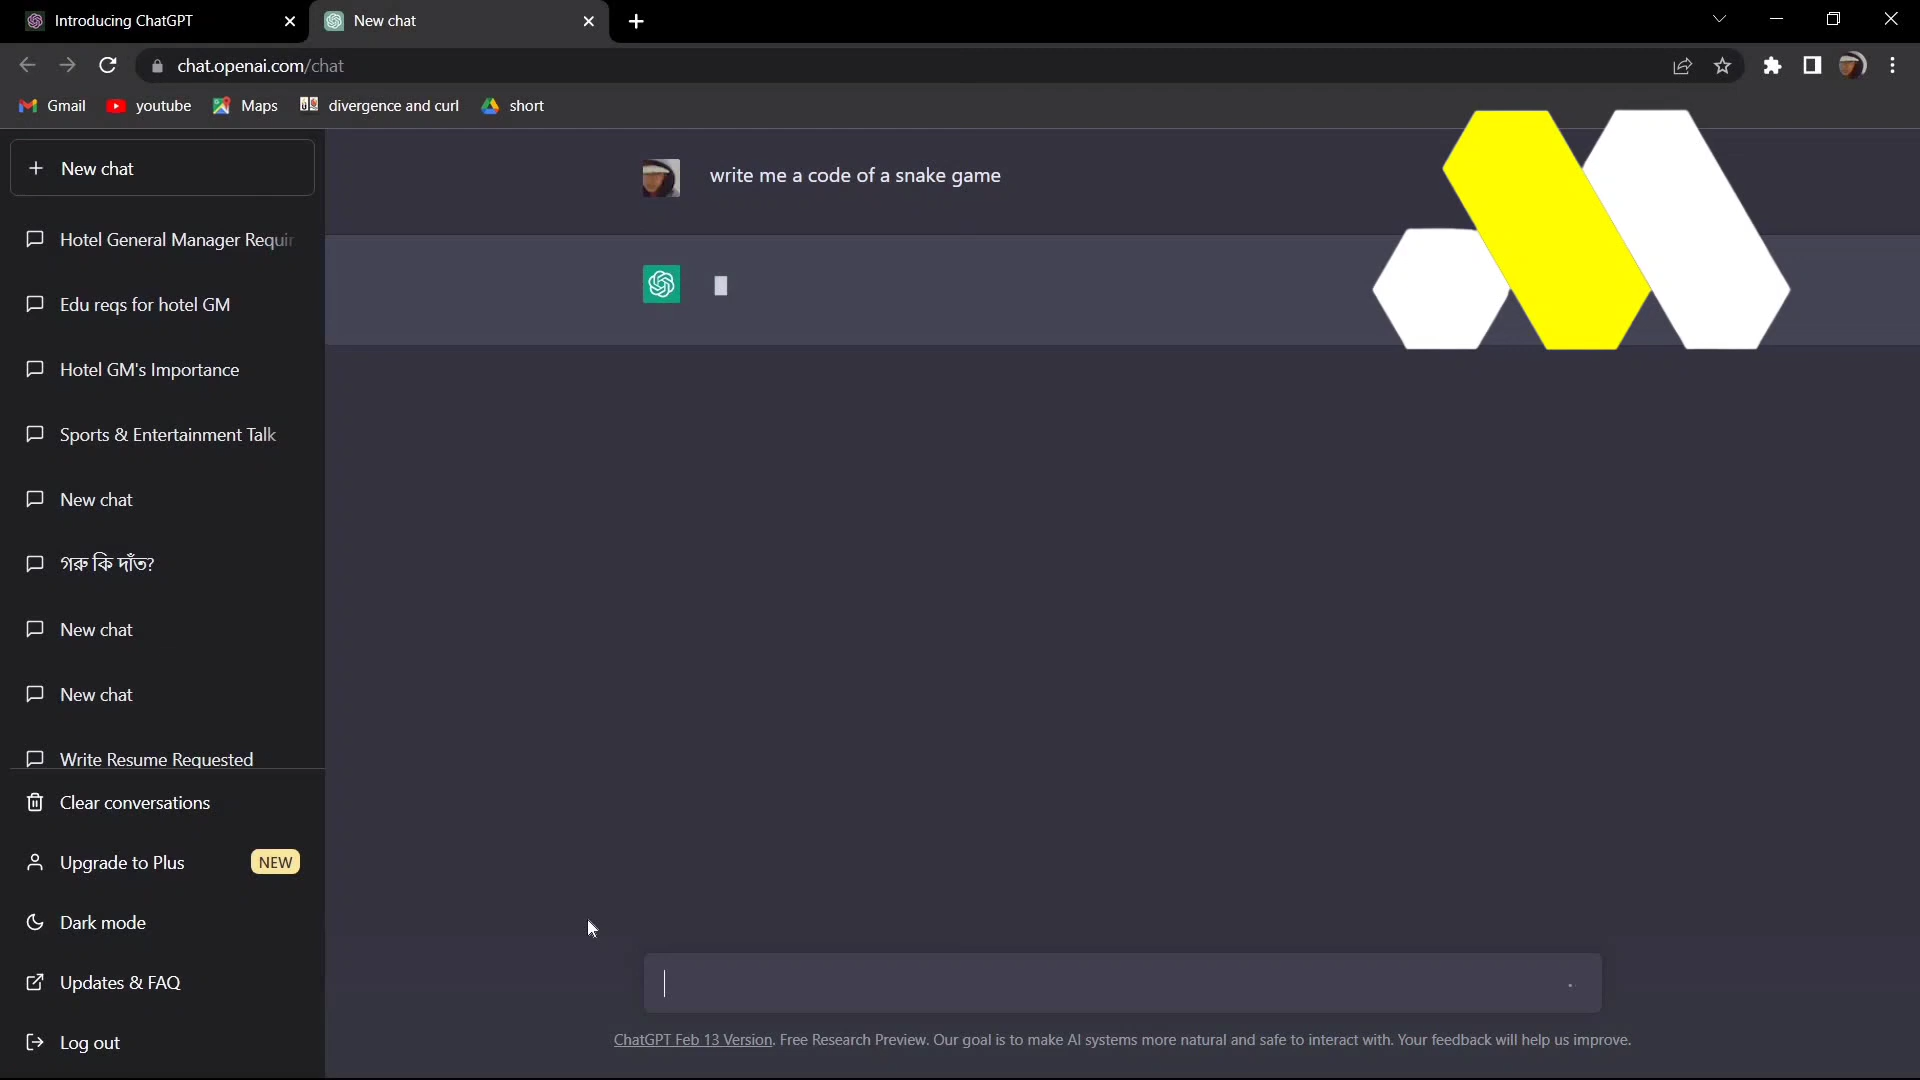 Introducing ChatGPT
New chat
chat.openai.com/chat
Gmail
youtube
Maps
divergence and curl
short
New chat
write me a code of a snake game
Hotel General Manager Requir
Edu reqs for hotel GM
Hotel GM's Importance
Sports & Entertainment Talk
New chat
গরু কি দাঁত?
New chat
New chat
Write Resume Requested
Clear conversations
Upgrade to Plus NEW
Dark mode
Updates & FAQ
Log out
ChatGPT Feb 13 Version. Free Research Preview. Our goal is to make AI systems more natural and safe to interact with. Your feedback will help us improve.